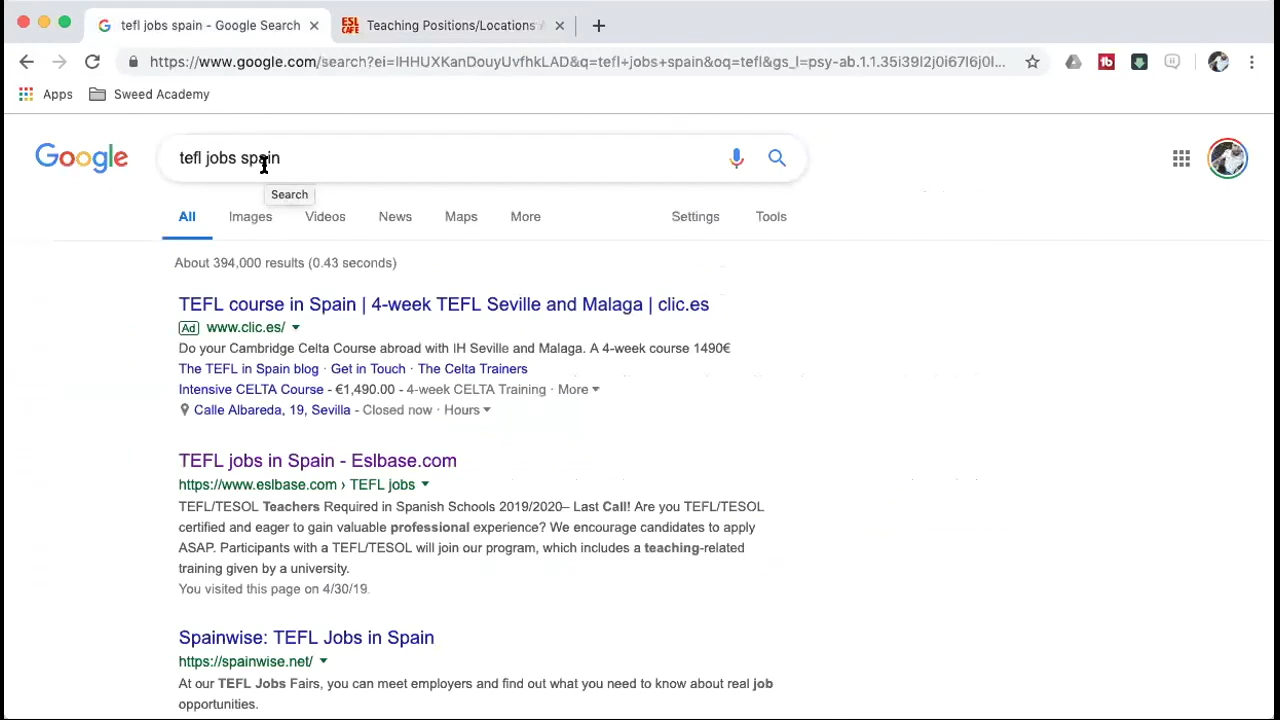 tefl jobs spain - Google Search
ESL CAFE Teaching Positions/Locations
https://www.google.com/search?ei=IHHUXKanDouyUvfhkLAD&q=tefl+jobs+spain&oq=tefl&gs_l=psy-ab.1.1.35i39l2j0i67l6j0l...
Apps Sweed Academy
Google tefl jobs spain
Search
All Images Videos News Maps More Settings Tools
About 394,000 results (0.43 seconds)
TEFL course in Spain | 4-week TEFL Seville and Malaga | clic.es
Ad www.clic.es/
Do your Cambridge Celta Course abroad with IH Seville and Malaga. A 4-week course 1490€
The TEFL in Spain blog · Get in Touch · The Celta Trainers
Intensive CELTA Course - €1,490.00 - 4-week CELTA Training · More
Calle Albareda, 19, Sevilla - Closed now · Hours
TEFL jobs in Spain - Eslbase.com
https://www.eslbase.com › TEFL jobs
TEFL/TESOL Teachers Required in Spanish Schools 2019/2020– Last Call! Are you TEFL/TESOL
certified and eager to gain valuable professional experience? We encourage candidates to apply
ASAP. Participants with a TEFL/TESOL will join our program, which includes a teaching-related
training given by a university.
You visited this page on 4/30/19.
Spainwise: TEFL Jobs in Spain
https://spainwise.net/
At our TEFL Jobs Fairs, you can meet employers and find out what you need to know about real job
opportunities.